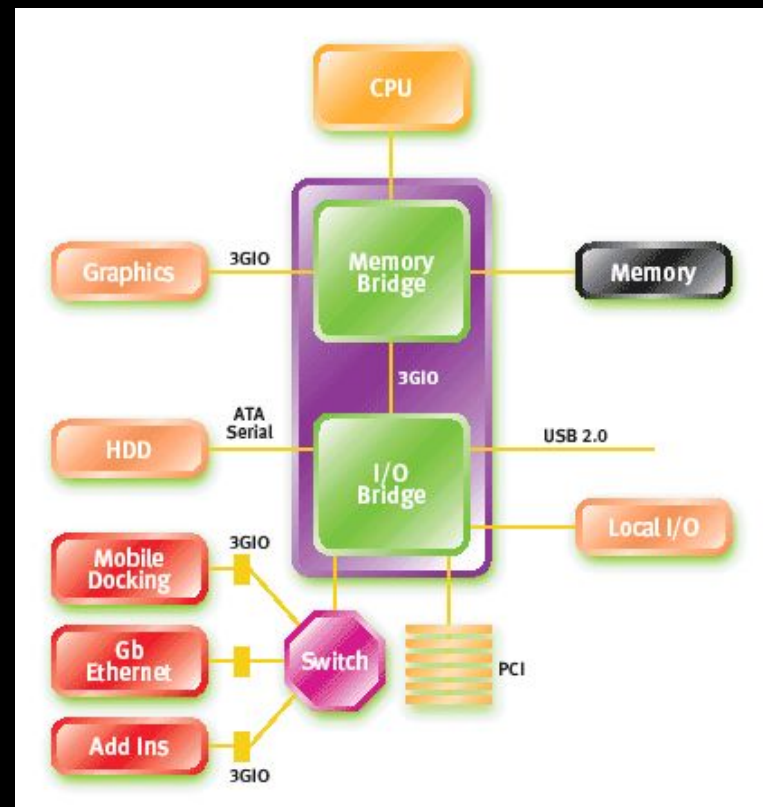 CPU
3GIO
Graphics
Memory
Bridge
Memory
3GIO
ATA
Serial
HDD
USB 2.0
I/O
Bridge
Local I/O
3GIO
Mobile
Docking
Gb
Ethernet
Switch
PCI
Add Ins
3GIO